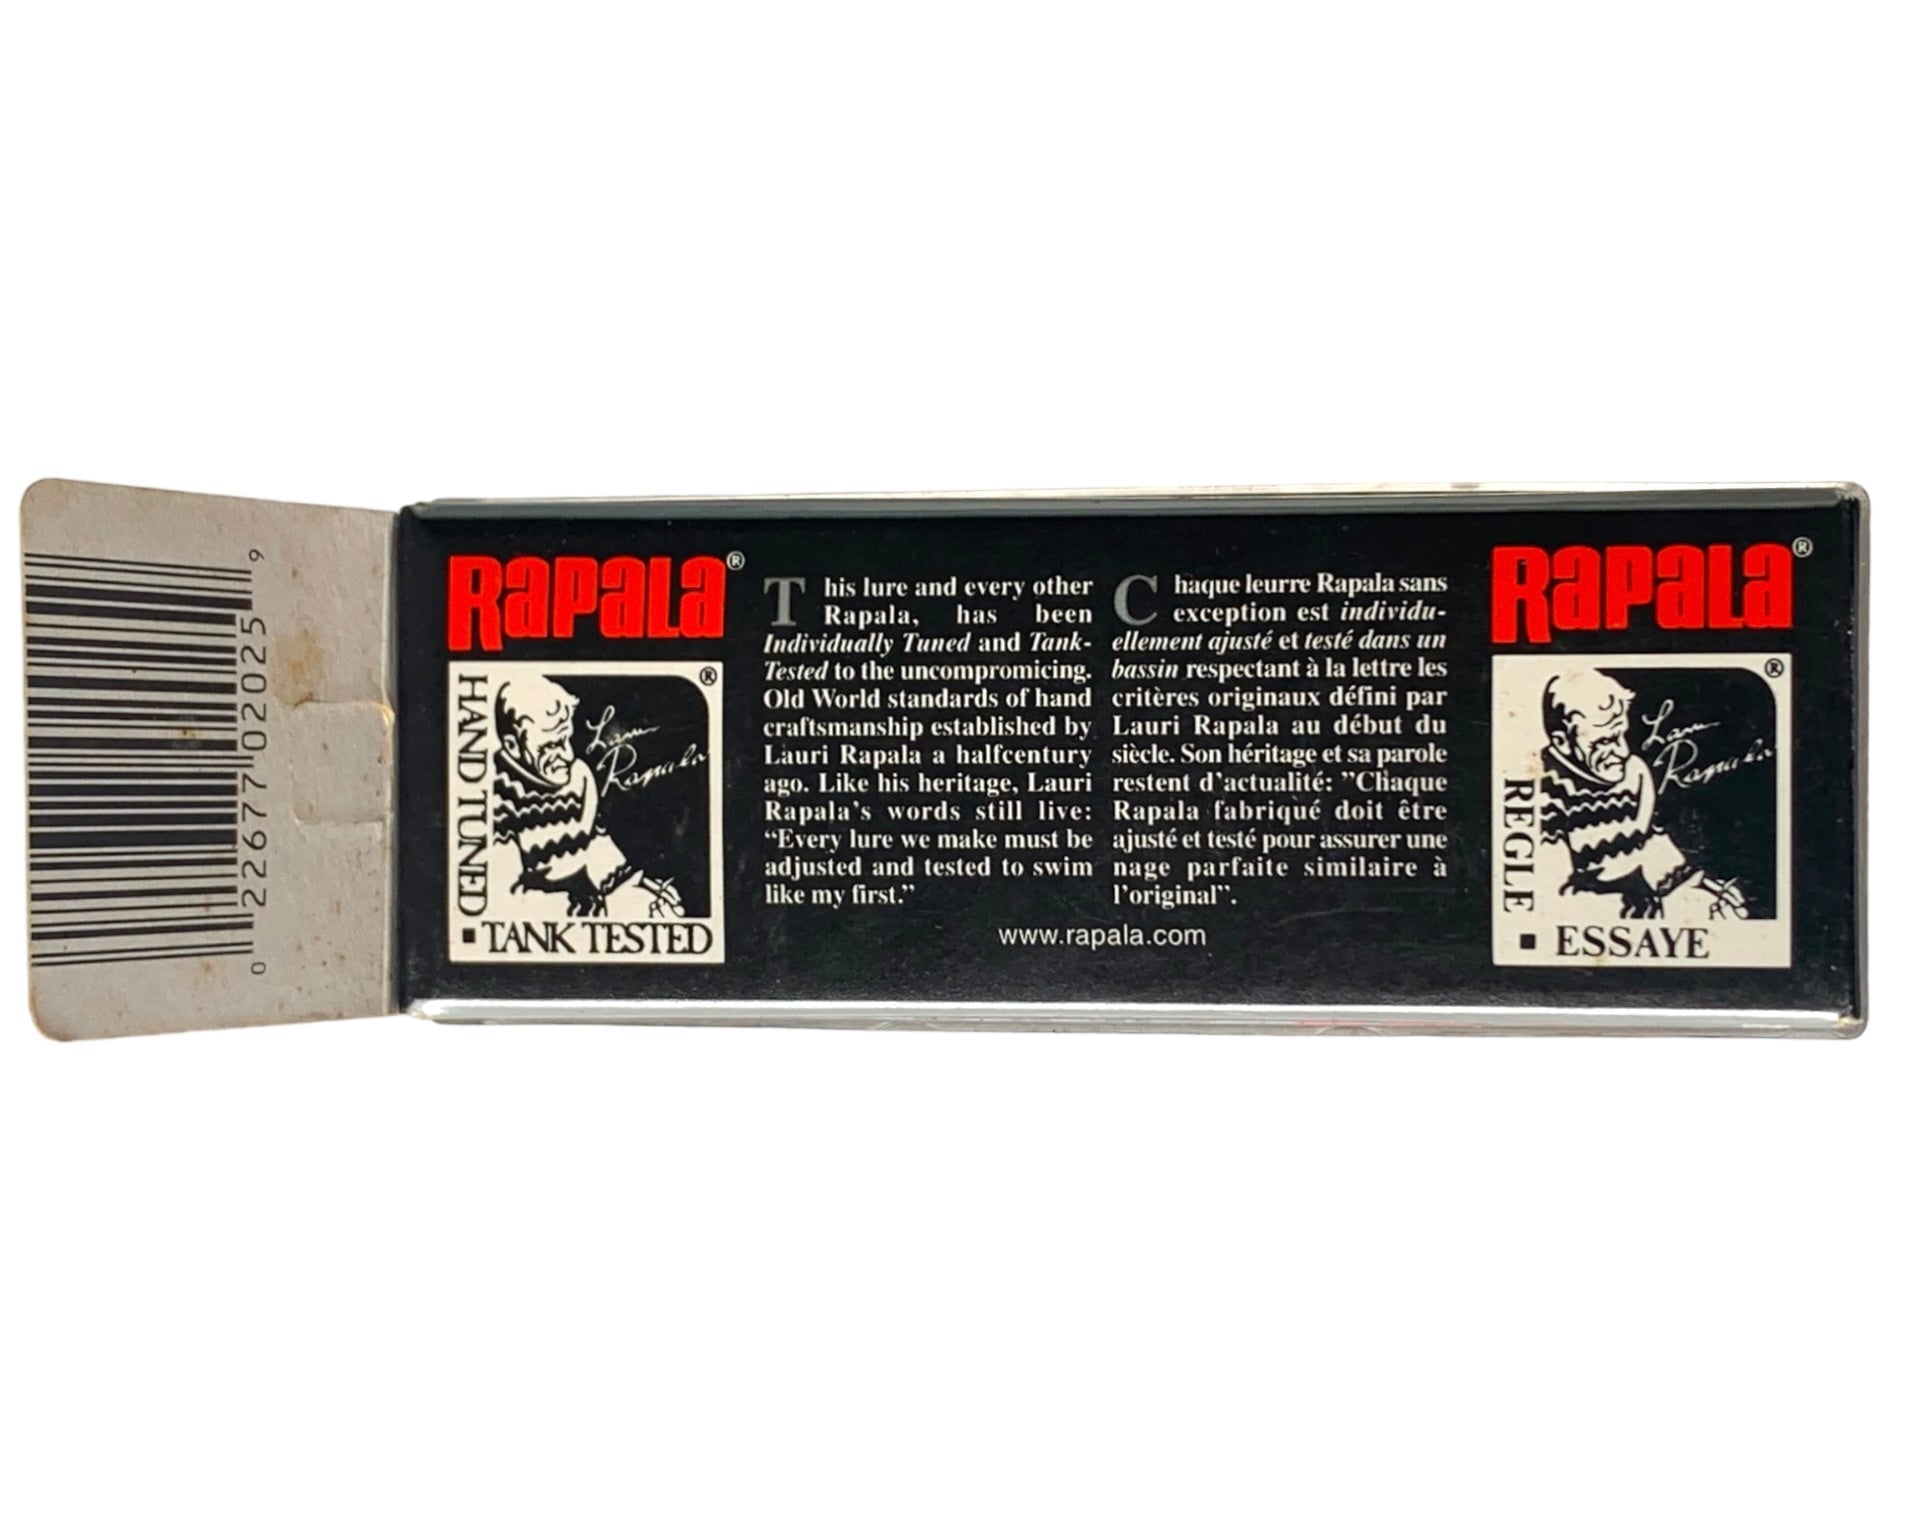 0 22677 02025 9
RAPALA®
®
Lauri
Rapala
HAND TUNED
▪ TANK TESTED
This lure and every other
Rapala, has been
Individually Tuned and Tank-
Tested to the uncompromicing.
Old World standards of hand
craftsmanship established by
Lauri Rapala a halfcentury
ago. Like his heritage, Lauri
Rapala's words still live:
“Every lure we make must be
adjusted and tested to swim
like my first.”
Chaque leurre Rapala sans
exception est individu-
ellement ajusté et testé dans un
bassin respectant à la lettre les
critères originaux défini par
Lauri Rapala au début du
siècle. Son héritage et sa parole
restent d'actualité: ”Chaque
Rapala fabriqué doit être
ajusté et testé pour assurer une
nage parfaite similaire à
l'original”.
www.rapala.com
RAPALA®
®
Lauri
Rapala
REGLE
▪ ESSAYE